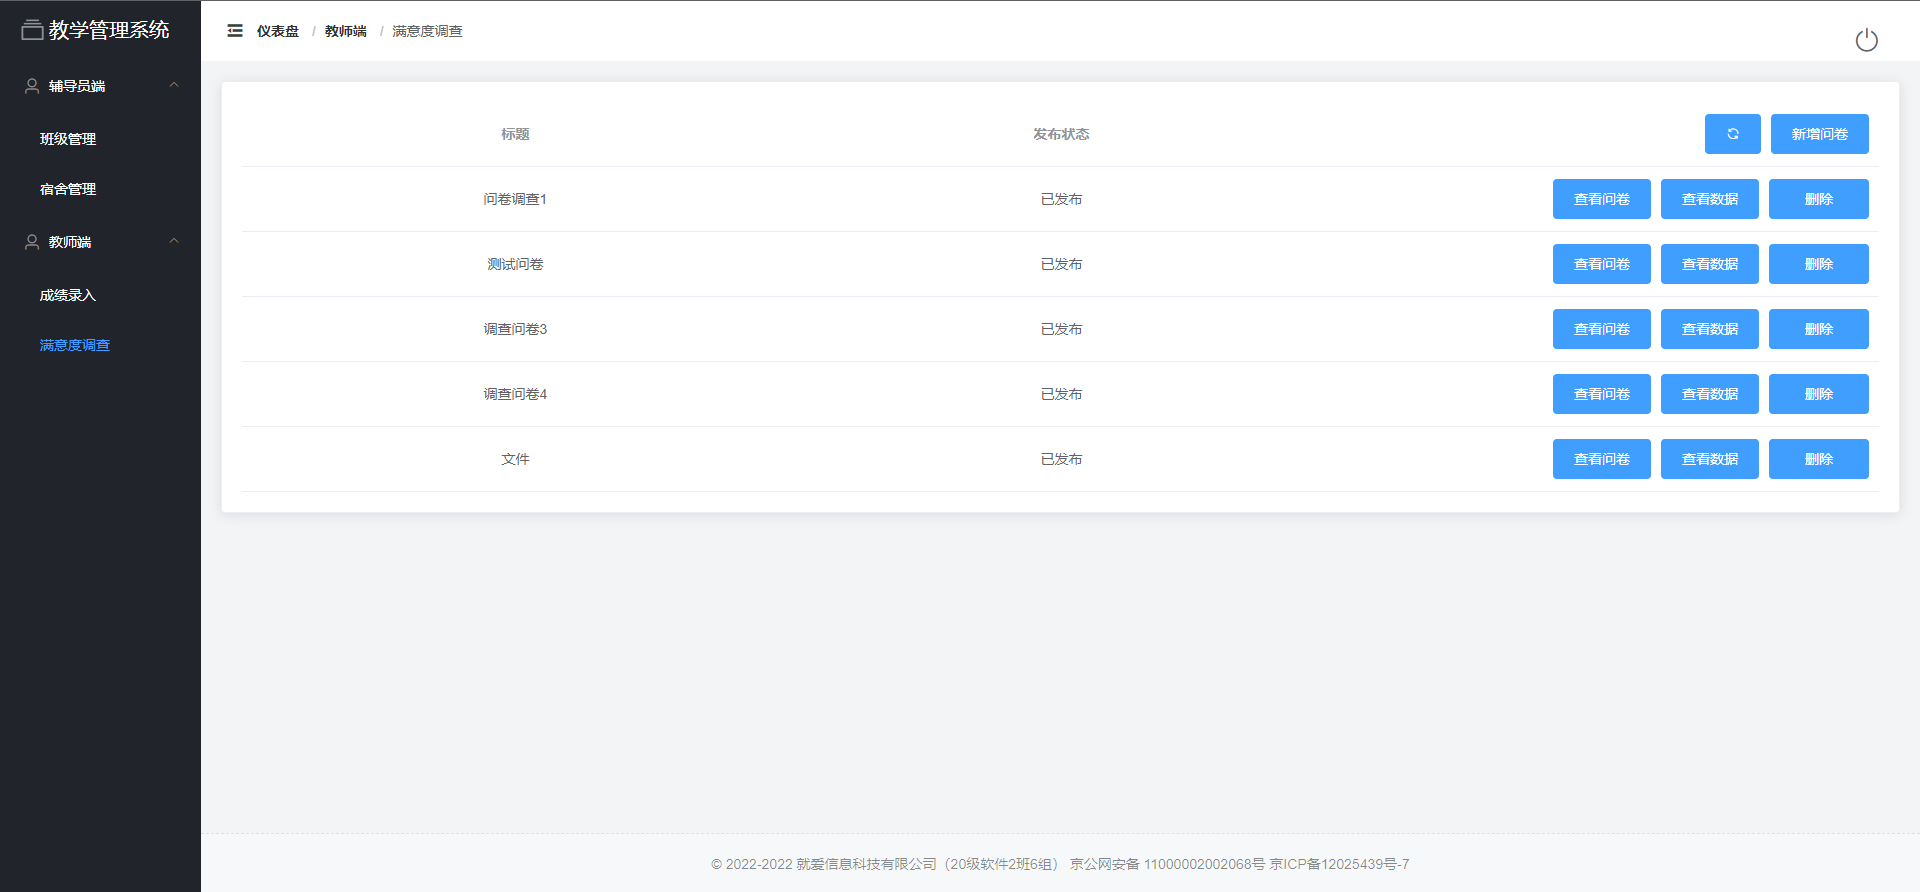 教学管理系统
辅导员端
班级管理
宿舍管理
教师端
成绩录入
满意度调查
仪表盘 / 教师端 / 满意度调查
标题 发布状态 新增问卷
问卷调查1 已发布 查看问卷 查看数据 删除
测试问卷 已发布 查看问卷 查看数据 删除
调查问卷3 已发布 查看问卷 查看数据 删除
调查问卷4 已发布 查看问卷 查看数据 删除
文件 已发布 查看问卷 查看数据 删除
© 2022-2022 就爱信息科技有限公司（20级软件2班6组） 京公网安备 11000002002068号 京ICP备12025439号-7